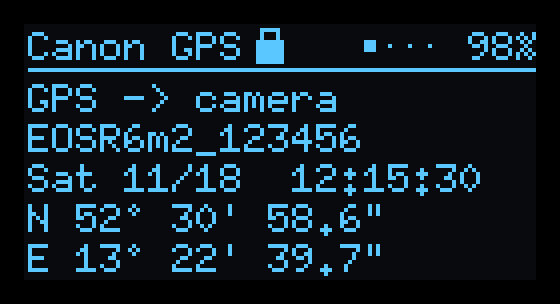 Canon GPS 98%
GPS -> camera
EOSR6m2_123456
Sat 11/18 12:15:30
N 52° 30' 58.6"
E 13° 22' 39.7"